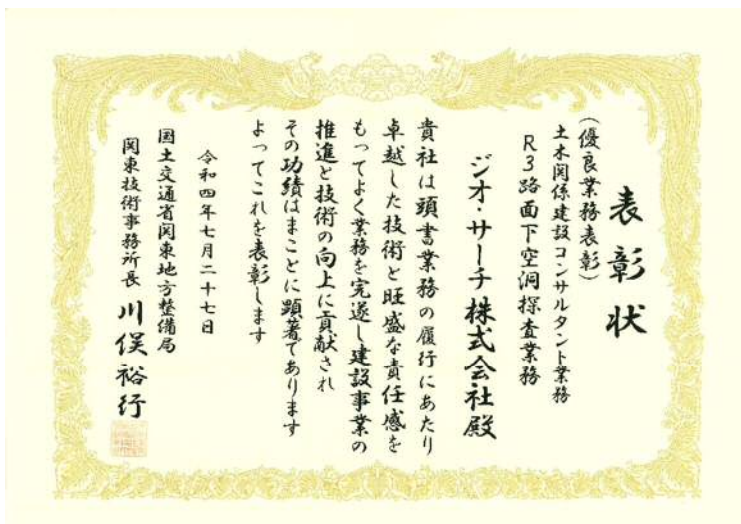 表彰状
(優良業務表彰)
土木関係建設コンサルタント業務
R3路面下空洞探査業務
ジオ・サーチ株式会社殿
貴社は頭書業務の履行にあたり
卓越した技術と旺盛な責任感を
もってよく業務を完遂し建設事業の
推進と技術の向上に貢献され
その功績はまことに顕著であります
よってこれを表彰します
令和四年七月二十七日
国土交通省関東地方整備局
関東技術事務所長 川俣裕行